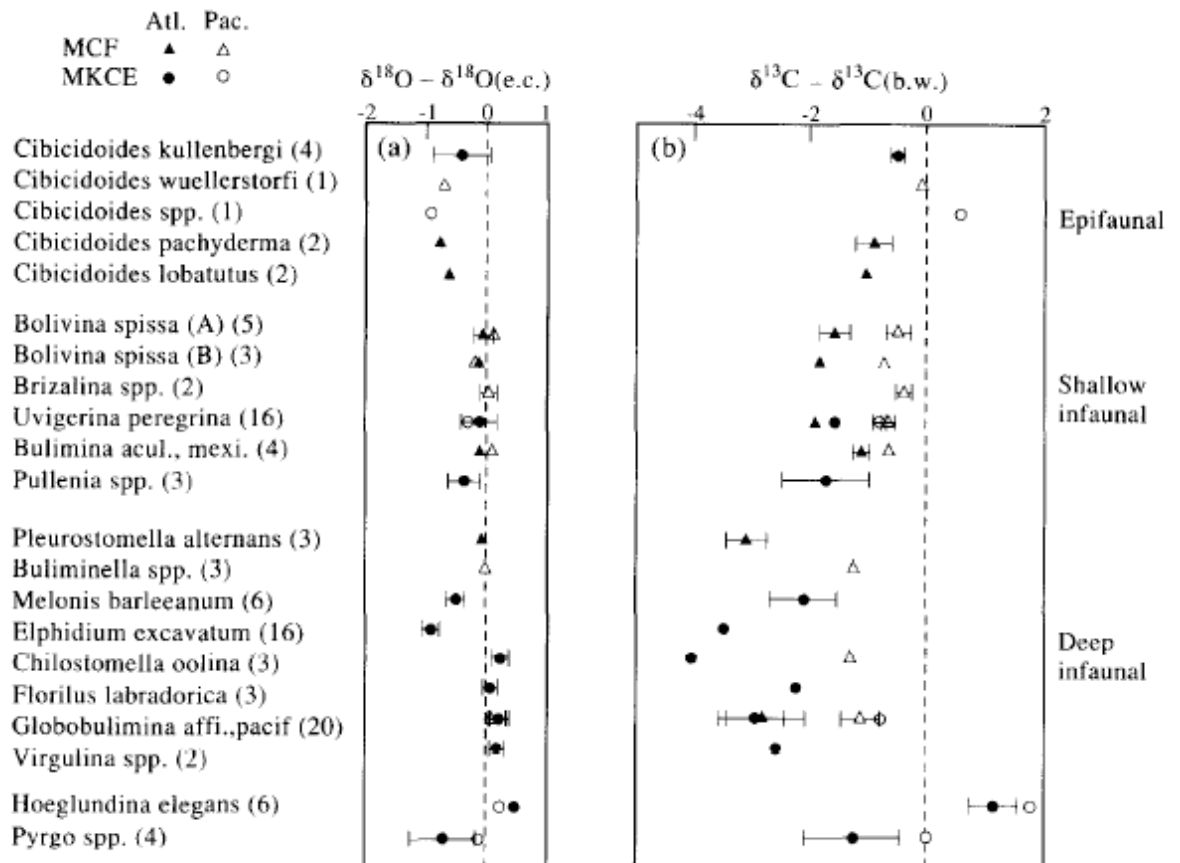 Atl. Pac.
MCF ▲ △
MKCE ● ○
δ¹⁸O – δ¹⁸O(e.c.)
δ¹³C – δ¹³C(b.w.)
-2 -1 0 1
-4 -2 0 2
(a)
(b)
Cibicidoides kullenbergi (4)
Cibicidoides wuellerstorfi (1)
Cibicidoides spp. (1)
Cibicidoides pachyderma (2)
Cibicidoides lobatutus (2)
Epifaunal
Bolivina spissa (A) (5)
Bolivina spissa (B) (3)
Brizalina spp. (2)
Uvigerina peregrina (16)
Bulimina acul., mexi. (4)
Pullenia spp. (3)
Shallow
infaunal
Pleurostomella alternans (3)
Buliminella spp. (3)
Melonis barleeanum (6)
Elphidium excavatum (16)
Chilostomella oolina (3)
Florilus labradorica (3)
Globobulimina affi.,pacif (20)
Virgulina spp. (2)
Deep
infaunal
Hoeglundina elegans (6)
Pyrgo spp. (4)